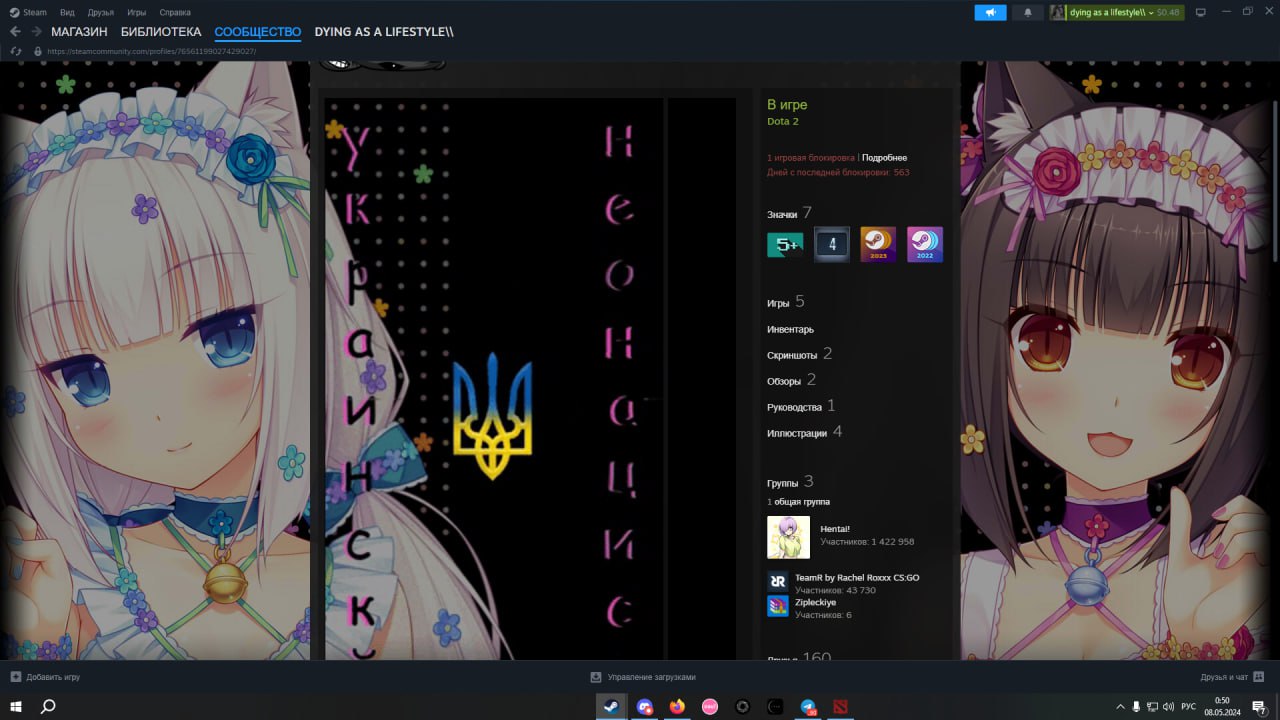 Steam Вид Друзья Игры Справка
dying as a lifestyle\\ $0.48
МАГАЗИН БИБЛИОТЕКА СООБЩЕСТВО DYING AS A LIFESTYLE\\
https://steamcommunity.com/profiles/76561199027429027/
украинск
неонацис
В игре
Dota 2
1 игровая блокировка | Подробнее
Дней с последней блокировки: 563
Значки 7
5+ 4 2023 2022
Игры 5
Инвентарь
Скриншоты 2
Обзоры 2
Руководства 1
Иллюстрации 4
Группы 3
1 общая группа
Hentai!
Участников: 1 422 958
RR
TeamR by Rachel Roxxx CS:GO
Участников: 43 730
Zipleckiye
Участников: 6
Друзья 160
Добавить игру Управление загрузками Друзья и чат
РУС
0:50
08.05.2024